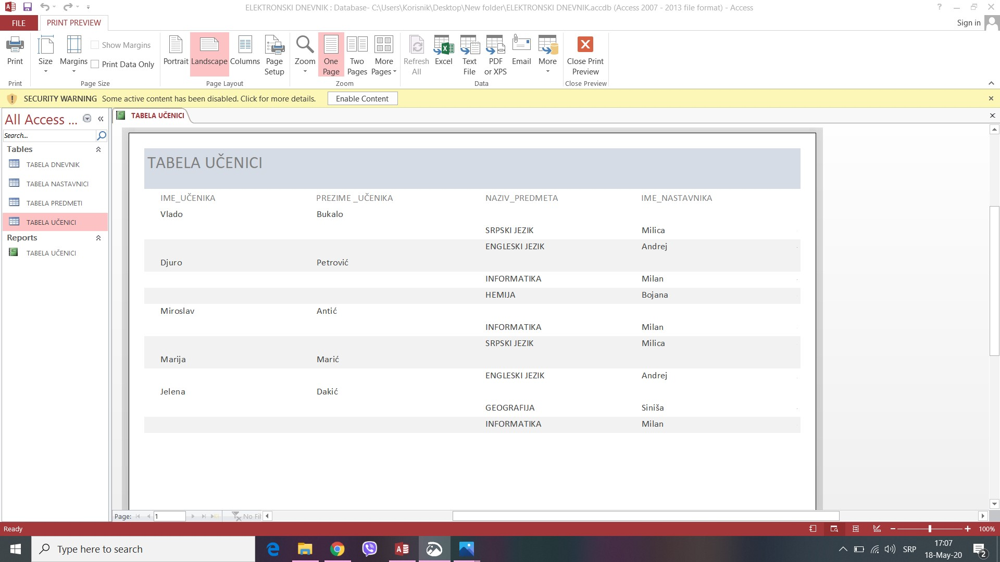 ELEKTRONSKI DNEVNIK : Database- C:\Users\Korisnik\Desktop\New folder\ELEKTRONSKI DNEVNIK.accdb (Access 2007 - 2013 file format) - Access
FILE PRINT PREVIEW Sign in
Show Margins
Print Data Only
Print Size Margins Portrait Landscape Columns Page Setup Zoom One Page Two Pages More Pages Refresh All Excel Text File PDF or XPS Email More Close Print Preview
Print Page Size Page Layout Zoom Data Close Preview
SECURITY WARNING Some active content has been disabled. Click for more details. Enable Content
All Access ...
Search...
Tables
TABELA DNEVNIK
TABELA NASTAVNICI
TABELA PREDMETI
TABELA UČENICI
Reports
TABELA UČENICI
TABELA UČENICI
TABELA UČENICI
IME_UČENIKA PREZIME _UČENIKA NAZIV_PREDMETA IME_NASTAVNIKA
Vlado Bukalo
SRPSKI JEZIK Milica
ENGLESKI JEZIK Andrej
Djuro Petrović
INFORMATIKA Milan
HEMIJA Bojana
Miroslav Antić
INFORMATIKA Milan
SRPSKI JEZIK Milica
Marija Marić
ENGLESKI JEZIK Andrej
Jelena Dakić
GEOGRAFIJA Siniša
INFORMATIKA Milan
Page: 1 No Fil
Ready 100%
Type here to search
SRP
17:07
18-May-20
2